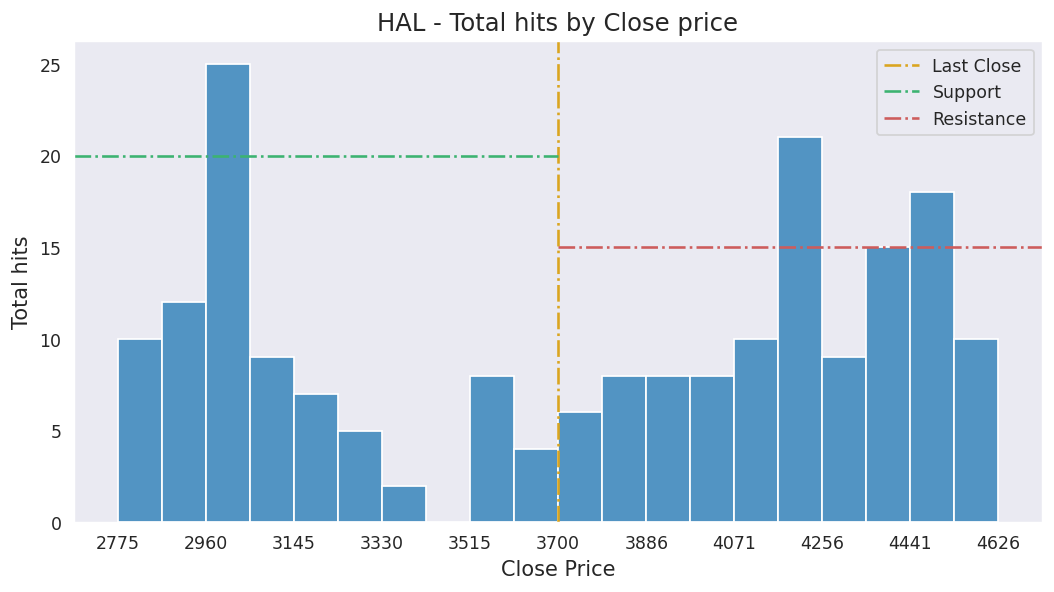 HAL - Total hits by Close price
Last Close
Support
Resistance
Total hits
25
20
15
10
5
0
2775 2960 3145 3330 3515 3700 3886 4071 4256 4441 4626
Close Price